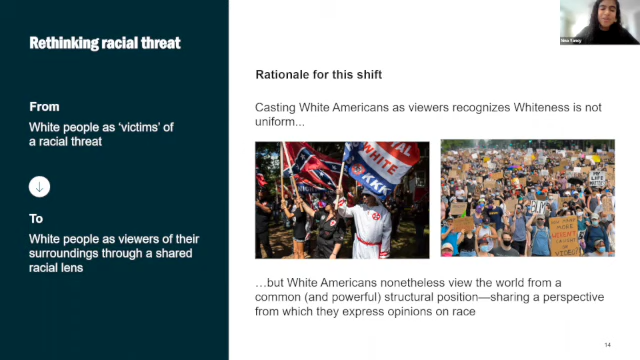 Rethinking racial threat
From
White people as ‘victims’ of
a racial threat
To
White people as viewers of their
surroundings through a shared
racial lens
Rationale for this shift
Casting White Americans as viewers recognizes Whiteness is not
uniform...
WHITE
KKK
…but White Americans nonetheless view the world from a
common (and powerful) structural position—sharing a perspective
from which they express opinions on race
14